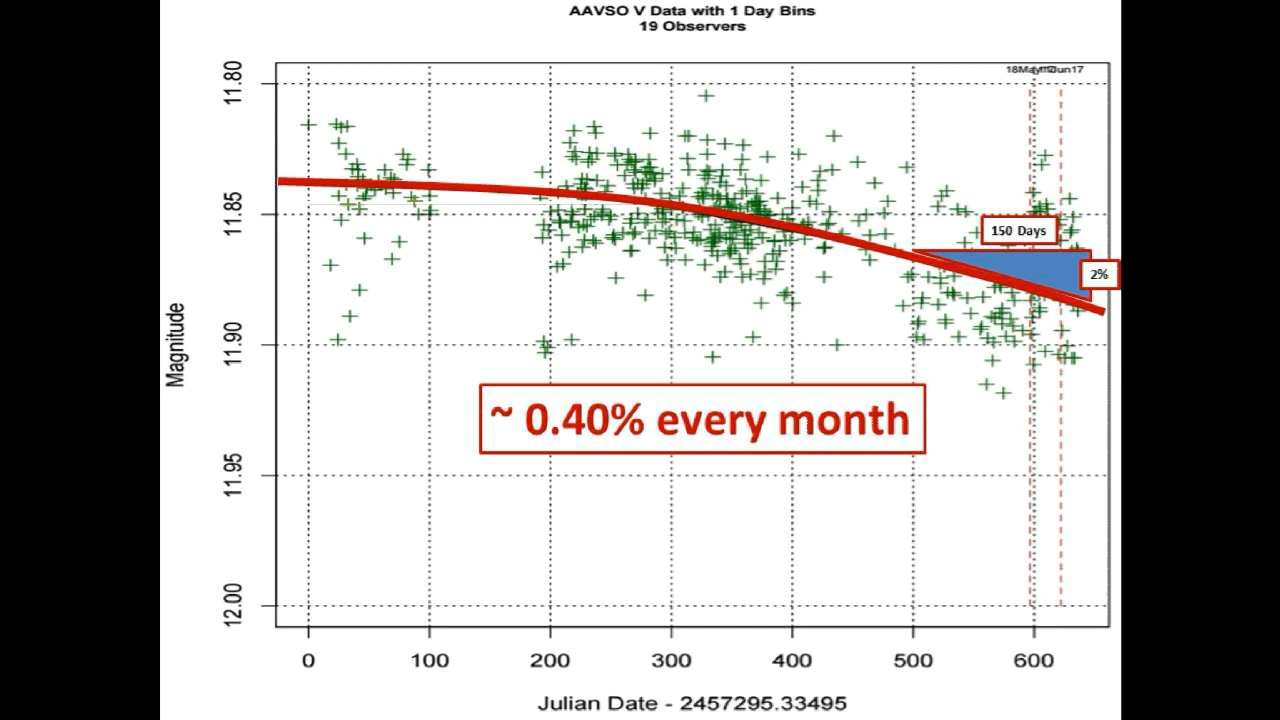 AAVSO V Data with 1 Day Bins
19 Observers
11.80
11.85
11.90
11.95
12.00
Magnitude
150 Days
2%
~ 0.40% every month
0 100 200 300 400 500 600
Julian Date - 2457295.33495